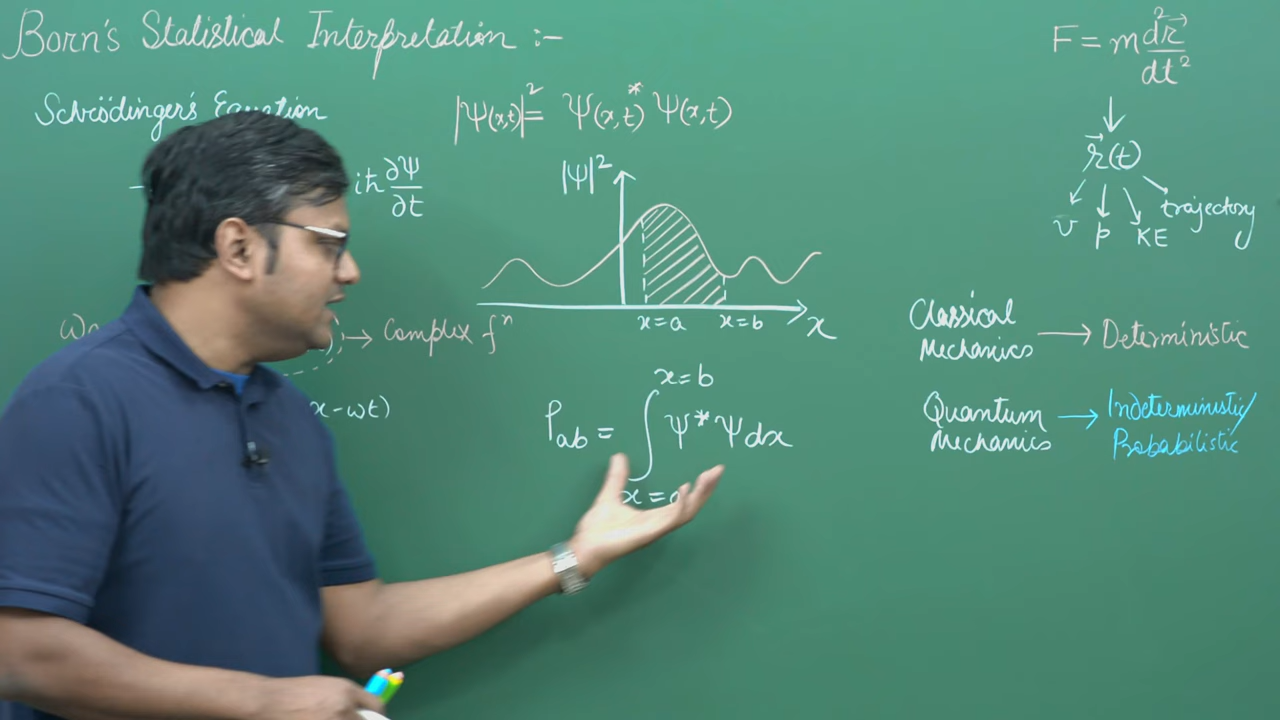 Born's Statistical Interpretation :-
Schrödinger's Equation
iħ ∂Ψ/∂t
→ Complex fⁿ
x-ωt)
|Ψ(x,t)|² = Ψ(x,t)* Ψ(x,t)
|Ψ|²
x=a
x=b
x
x=b
P_ab = ∫ Ψ* Ψ dx
x=a
F = m d²r⃗/dt²
↓
r⃗(t)
v p KE trajectory
Classical
Mechanics → Deterministic
Quantum
Mechanics → Indeterministic/
Probabilistic